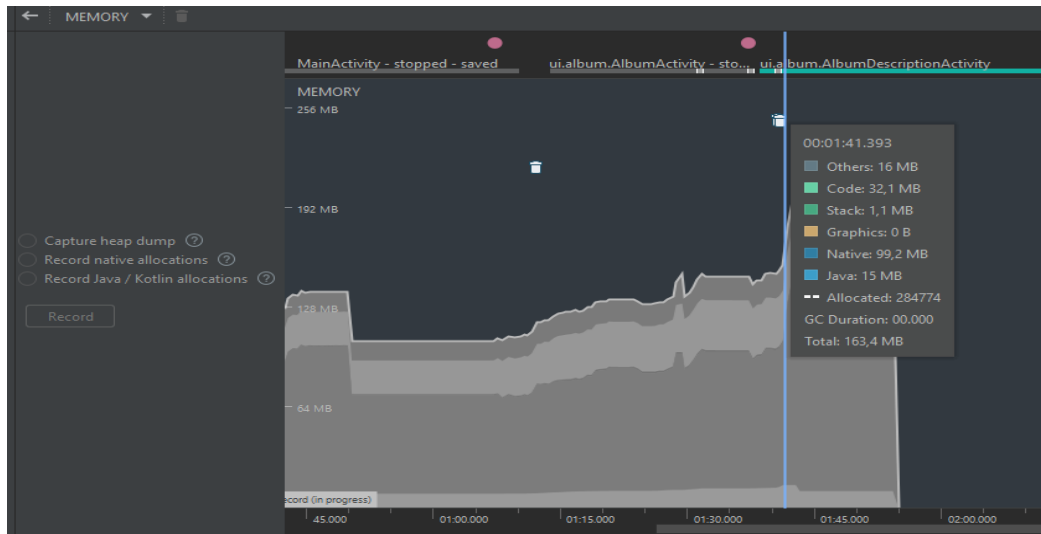 MEMORY
MainActivity - stopped - saved
ui.album.AlbumActivity - sto...
ui.album.AlbumDescriptionActivity
MEMORY
256 MB
192 MB
128 MB
64 MB
00:01:41.393
Others: 16 MB
Code: 32,1 MB
Stack: 1,1 MB
Graphics: 0 B
Native: 99,2 MB
Java: 15 MB
Allocated: 284774
GC Duration: 00.000
Total: 163,4 MB
Capture heap dump ?
Record native allocations ?
Record Java / Kotlin allocations ?
Record
ecord (in progress)
45.000
01:00.000
01:15.000
01:30.000
01:45.000
02:00.000